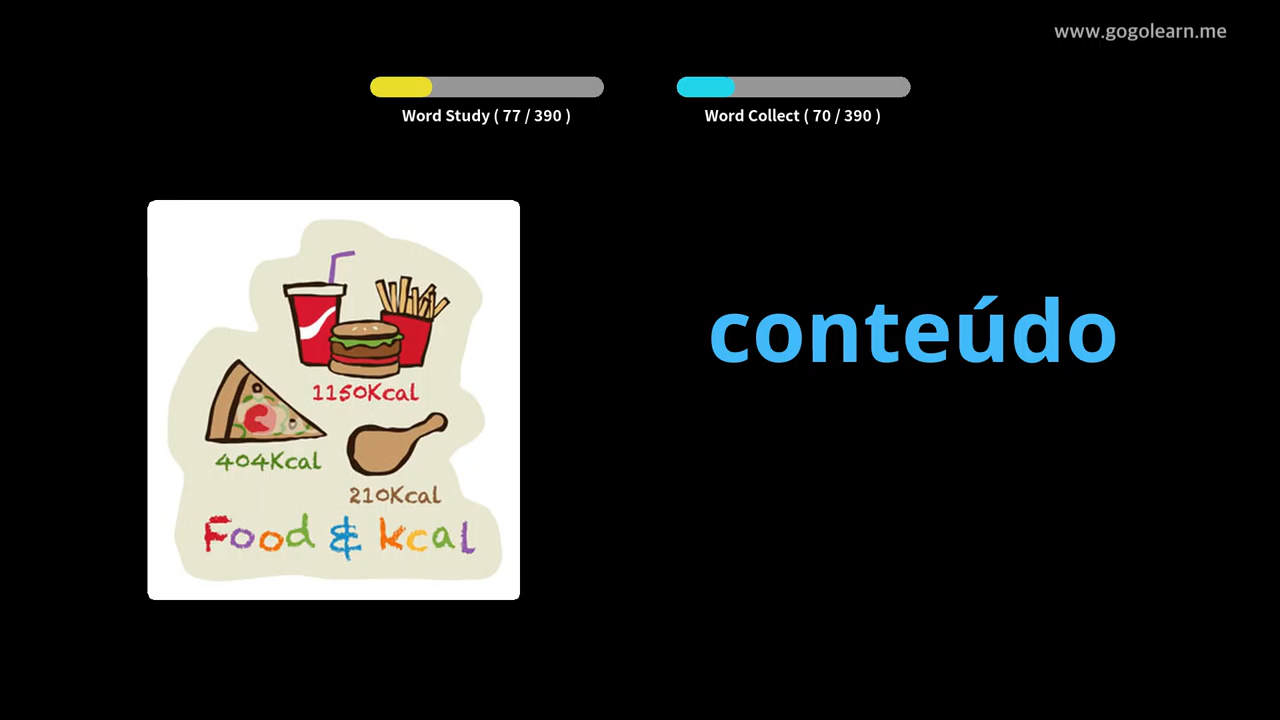 www.gogolearn.me
Word Study ( 77 / 390 )
Word Collect ( 70 / 390 )
conteúdo
1150Kcal
404Kcal
210Kcal
Food & kcal